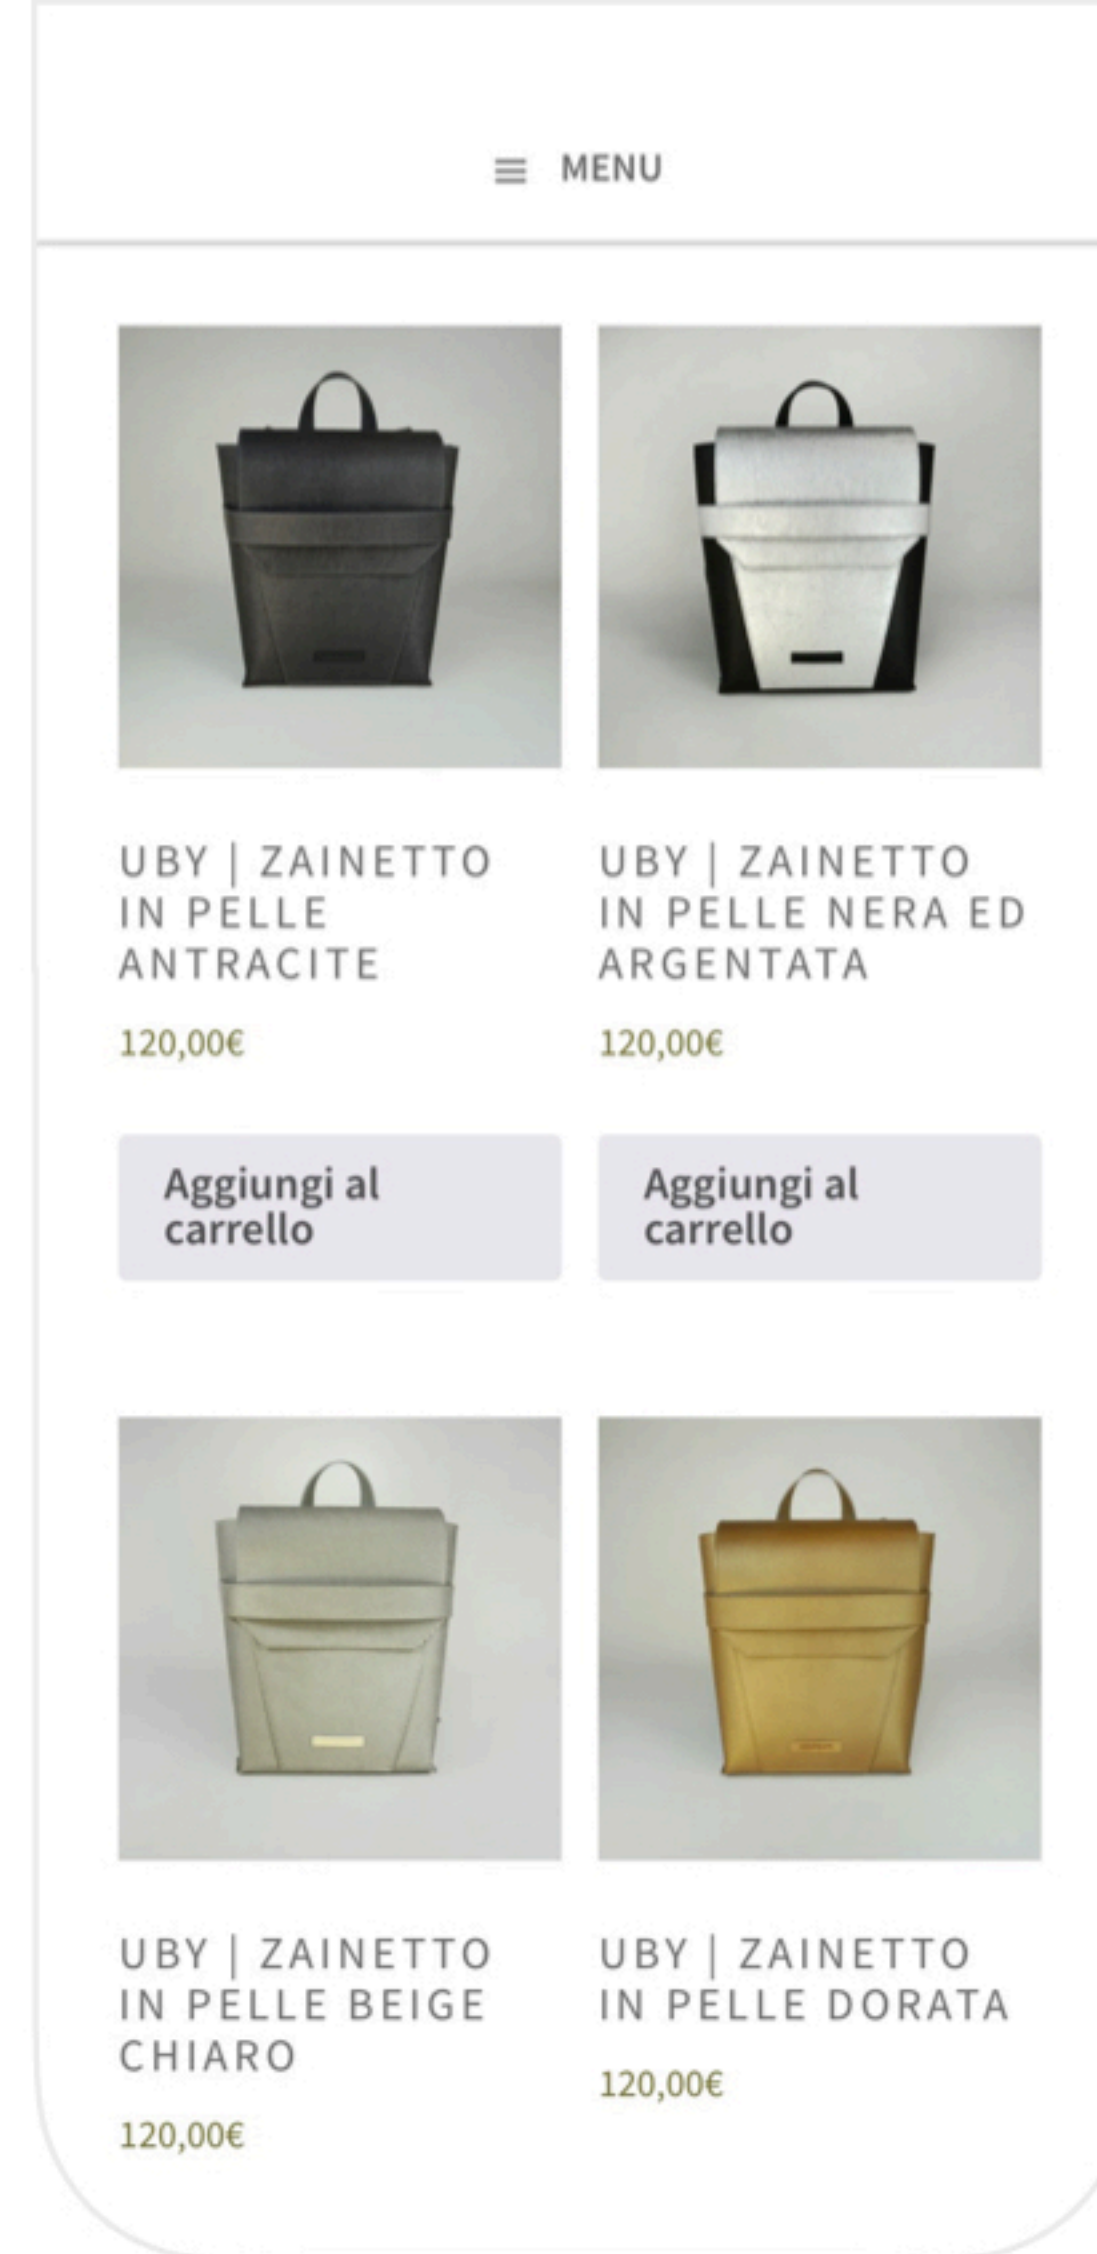 MENU
UBY | ZAINETTO
IN PELLE
ANTRACITE
120,00€
Aggiungi al
carrello
UBY | ZAINETTO
IN PELLE NERA ED
ARGENTATA
120,00€
Aggiungi al
carrello
UBY | ZAINETTO
IN PELLE BEIGE
CHIARO
120,00€
UBY | ZAINETTO
IN PELLE DORATA
120,00€